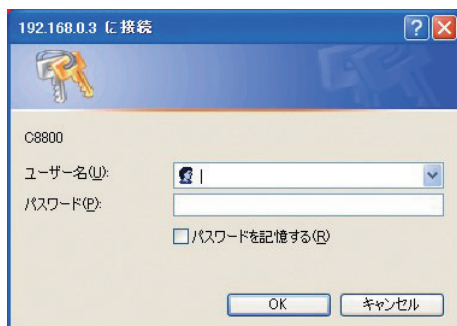 192.168.0.3 に接続
C8800
ユーザー名(U):
パスワード(P):
パスワードを記憶する(R)
OK
キャンセル